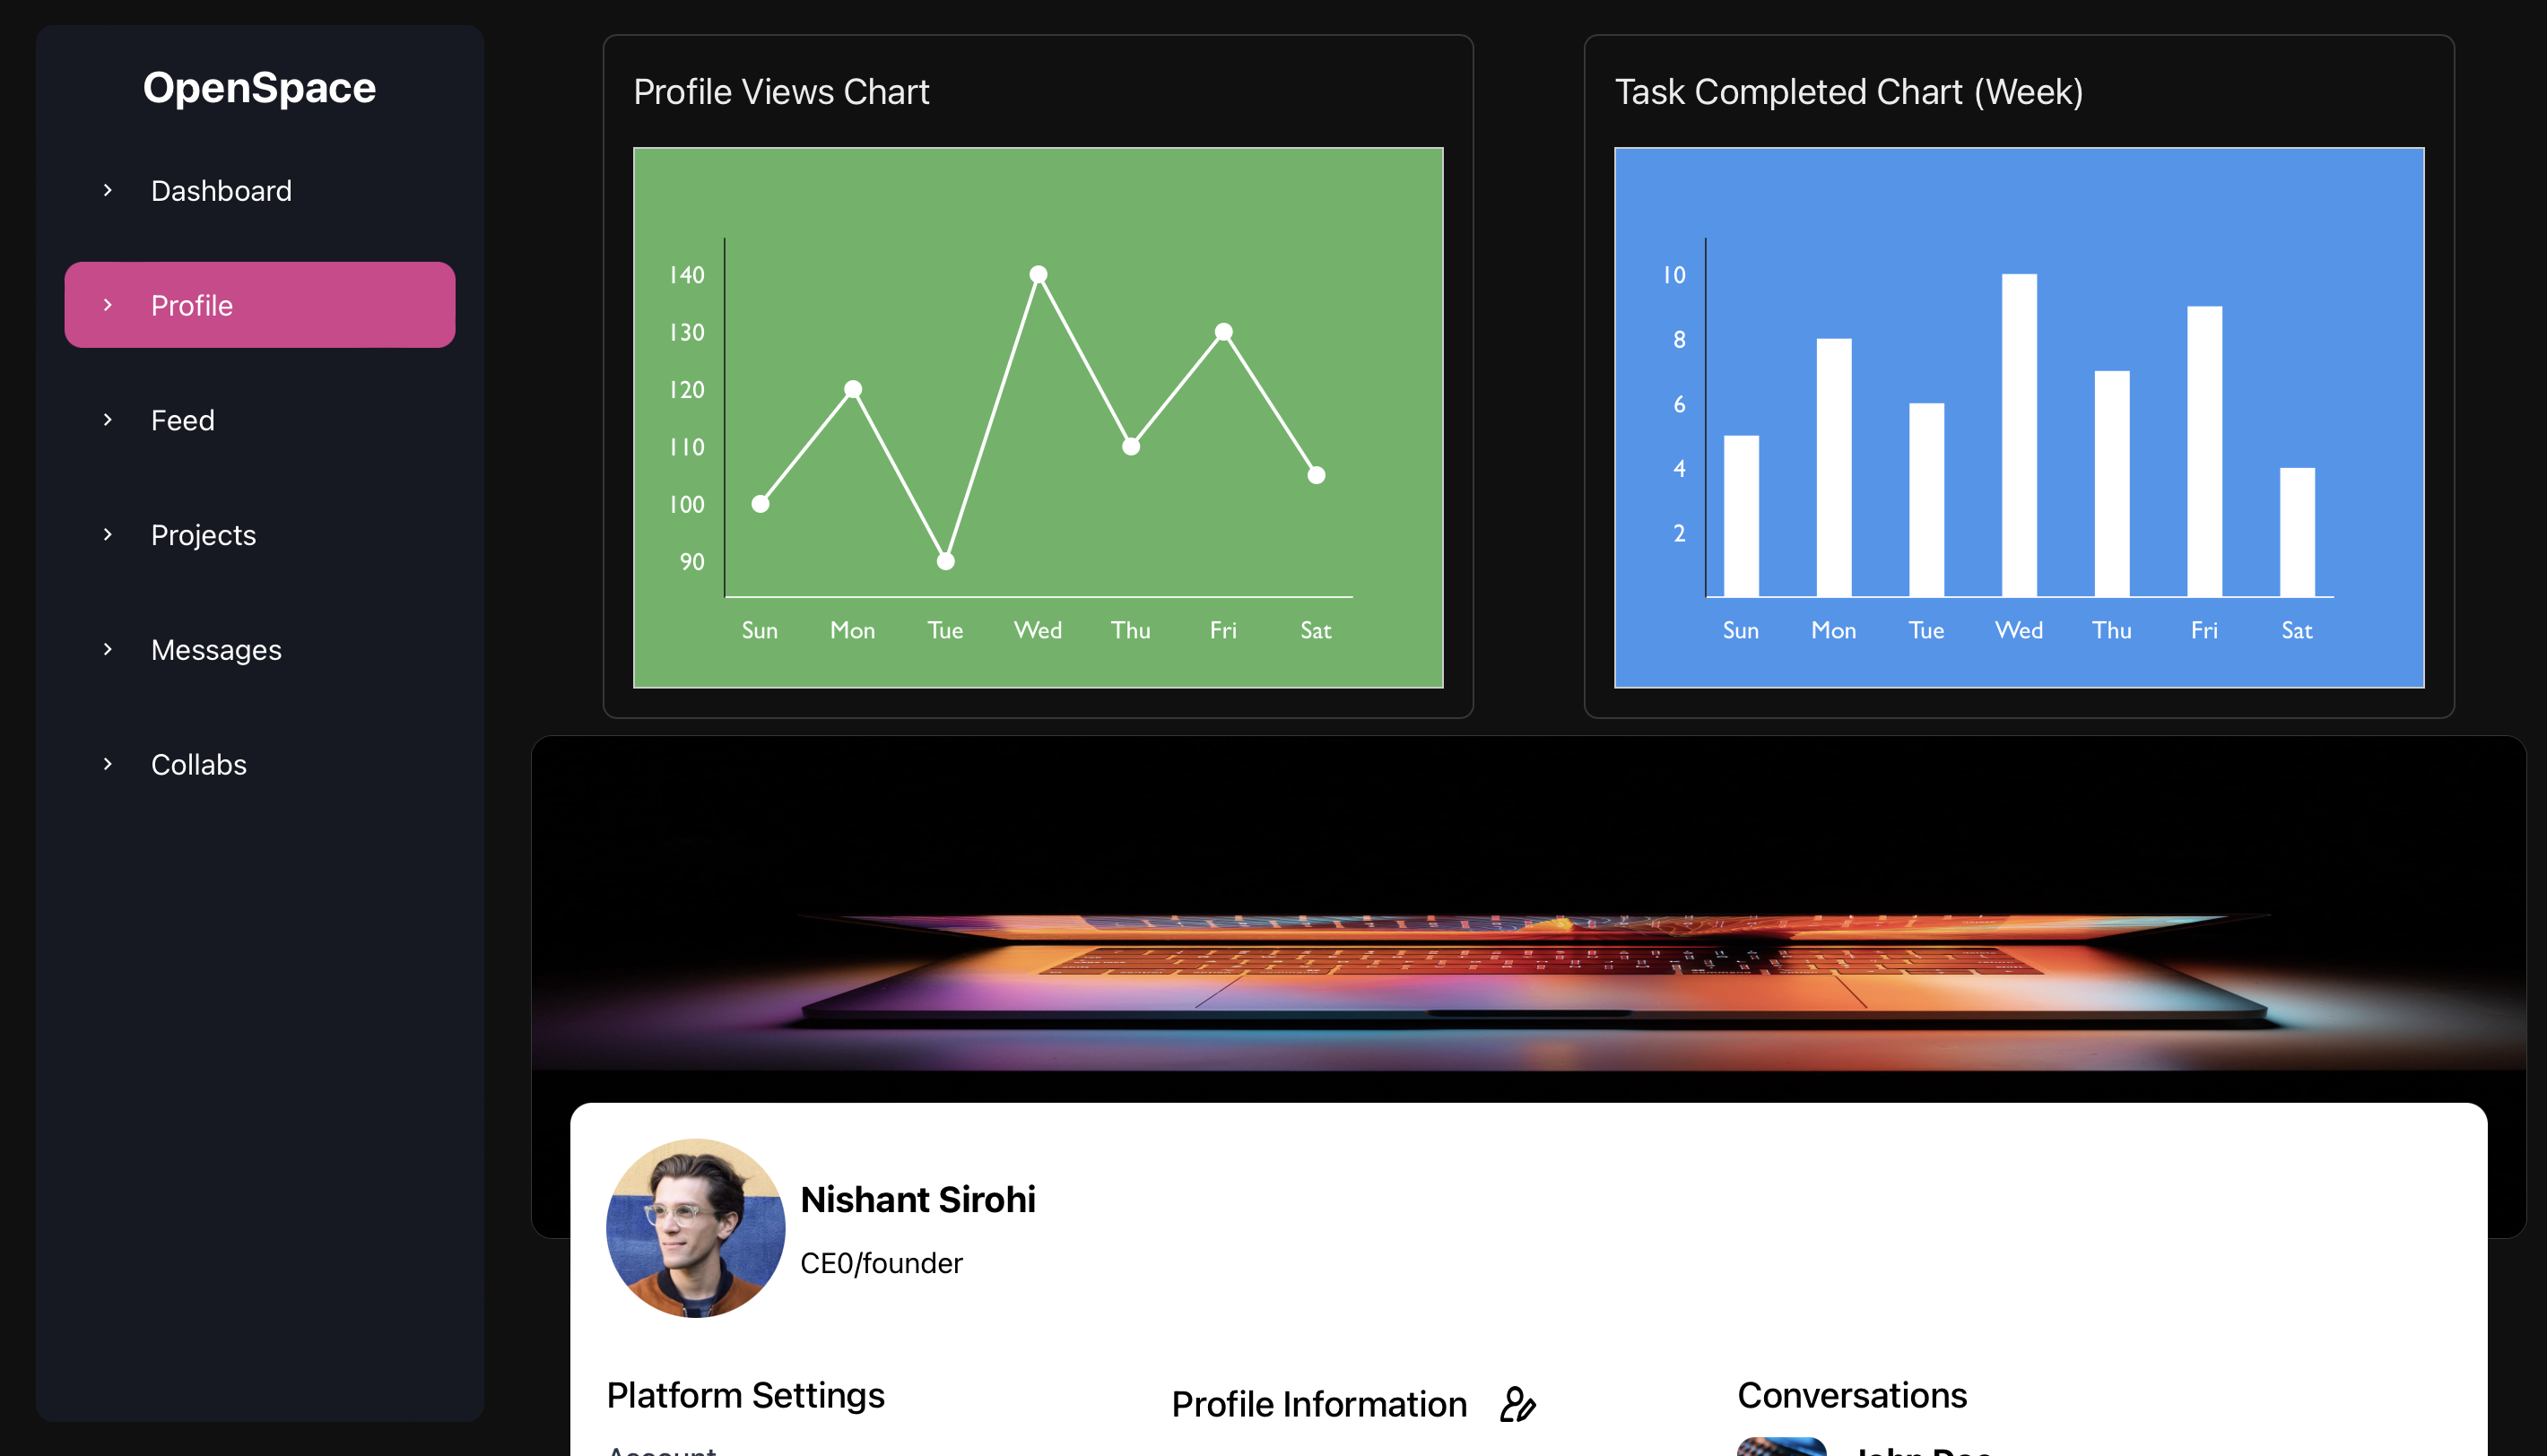 OpenSpace
Dashboard
Profile
Feed
Projects
Messages
Collabs
Profile Views Chart
140
130
120
110
100
90
Sun Mon Tue Wed Thu Fri Sat
Task Completed Chart (Week)
10
8
6
4
2
Sun Mon Tue Wed Thu Fri Sat
Nishant Sirohi
CE0/founder
Platform Settings
Profile Information
Conversations